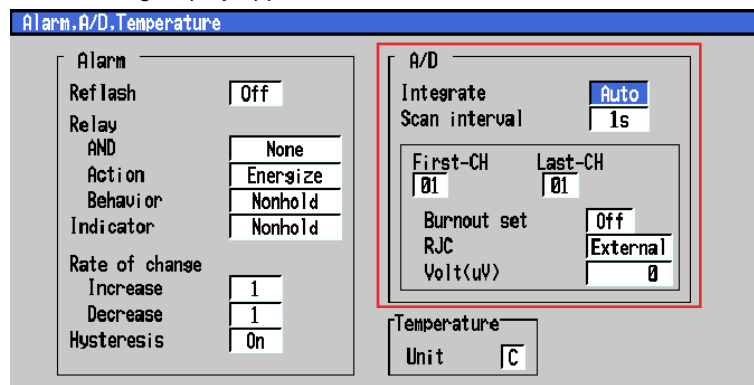 Alarm,A/D,Temperature
Alarm
Reflash Off
Relay
AND None
Action Energize
Behavior Nonhold
Indicator Nonhold
Rate of change
Increase 1
Decrease 1
Hysteresis On
A/D
Integrate Auto
Scan interval 1s
First-CH Last-CH
01 01
Burnout set Off
RJC External
Volt(uV) 0
Temperature
Unit C